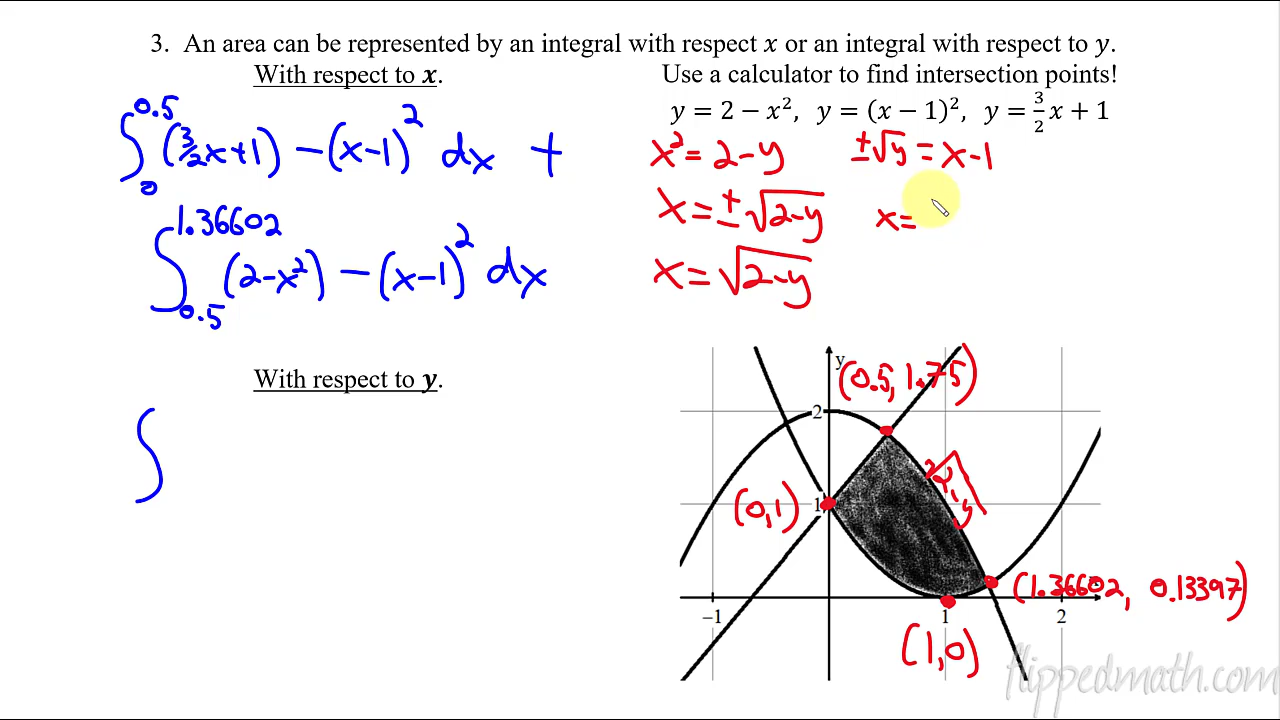 3. An area can be represented by an integral with respect x or an integral with respect to y.
With respect to x.
Use a calculator to find intersection points!
y = 2 − x², y = (x − 1)², y = 3/2 x + 1
∫₀^0.5 (3/2x+1) − (x−1)² dx +
∫_0.5^1.36602 (2−x²) − (x−1)² dx
x² = 2−y
±√y = x−1
x = ±√(2−y)
x =
x = √(2−y)
With respect to y.
∫
y
(0.5, 1.75)
2
√(2−y)
(0,1)
1
(1.36602, 0.13397)
−1
1
2
(1,0)
flippedmath.com